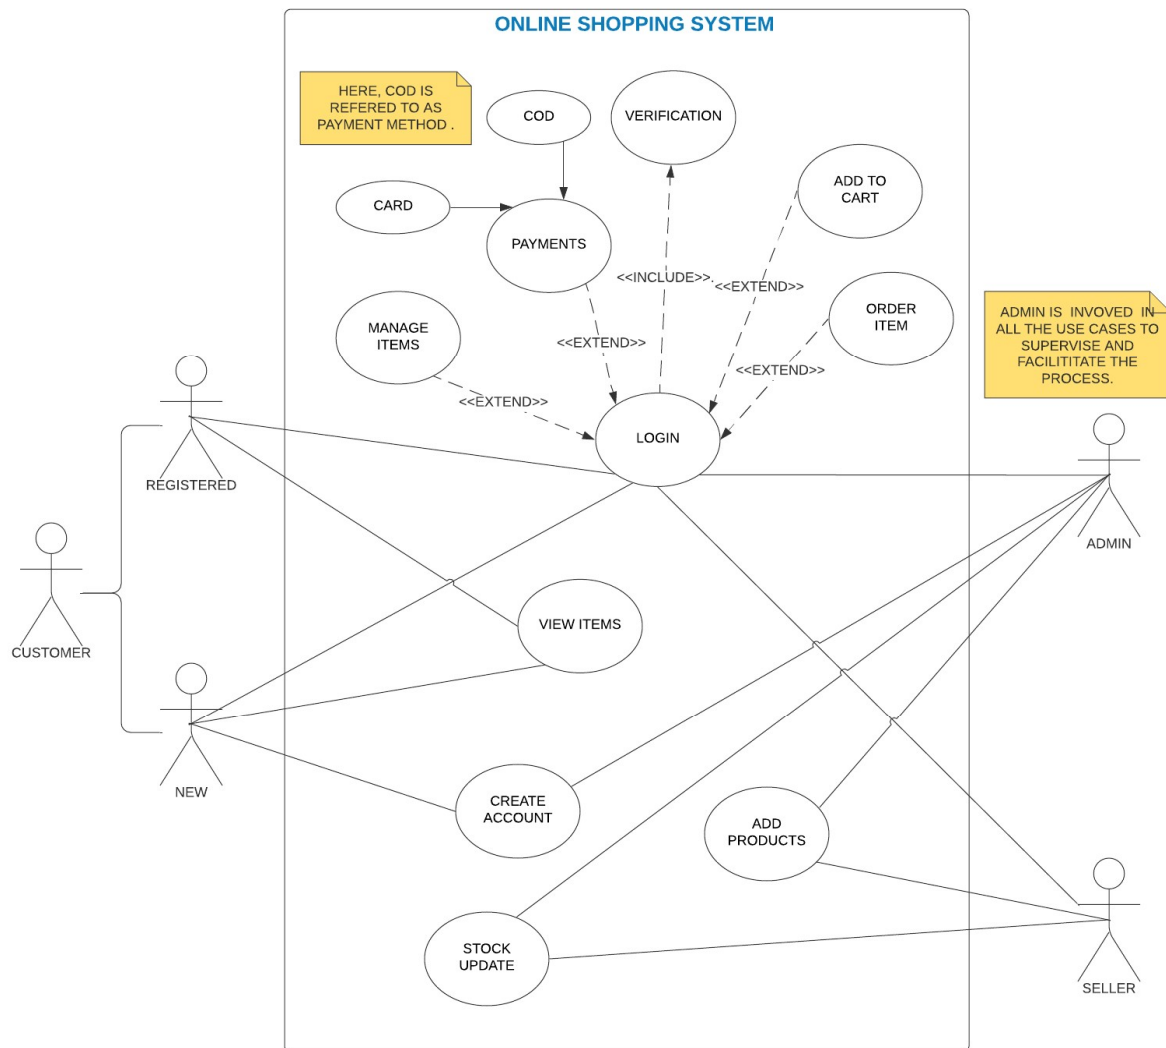 ONLINE SHOPPING SYSTEM
HERE, COD IS
REFERED TO AS
PAYMENT METHOD .
COD
VERIFICATION
CARD
ADD TO
CART
PAYMENTS
<<INCLUDE>>
<<EXTEND>>
MANAGE
ITEMS
ORDER
ITEM
ADMIN IS INVOVED IN
ALL THE USE CASES TO
SUPERVISE AND
FACILITITATE THE
PROCESS.
<<EXTEND>>
<<EXTEND>>
<<EXTEND>>
LOGIN
REGISTERED
ADMIN
VIEW ITEMS
CUSTOMER
NEW
CREATE
ACCOUNT
ADD
PRODUCTS
STOCK
UPDATE
SELLER